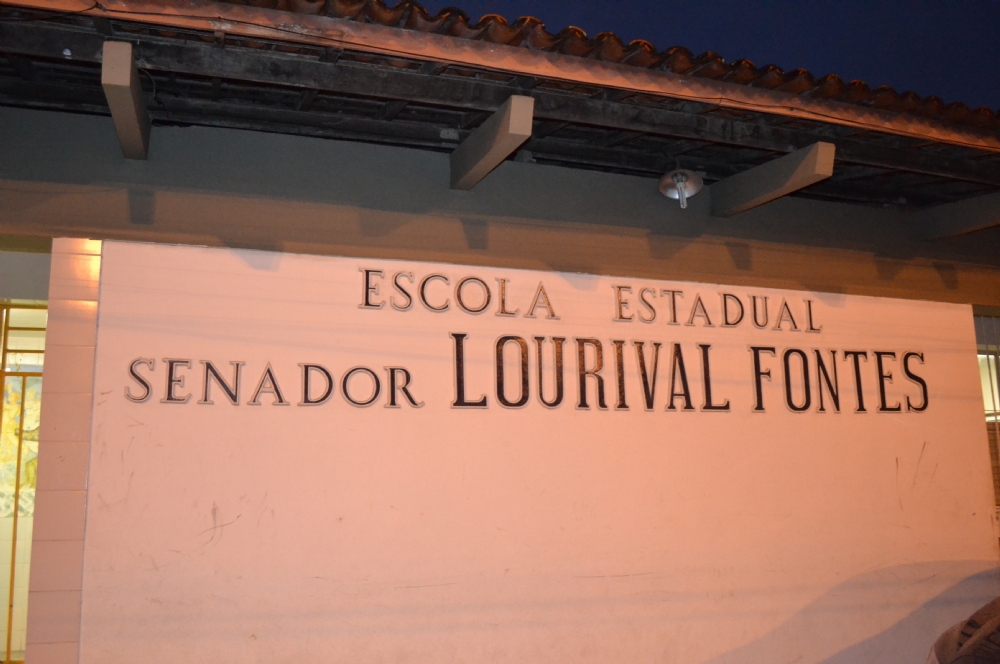 ESCOLA ESTADUAL
SENADOR LOURIVAL FONTES